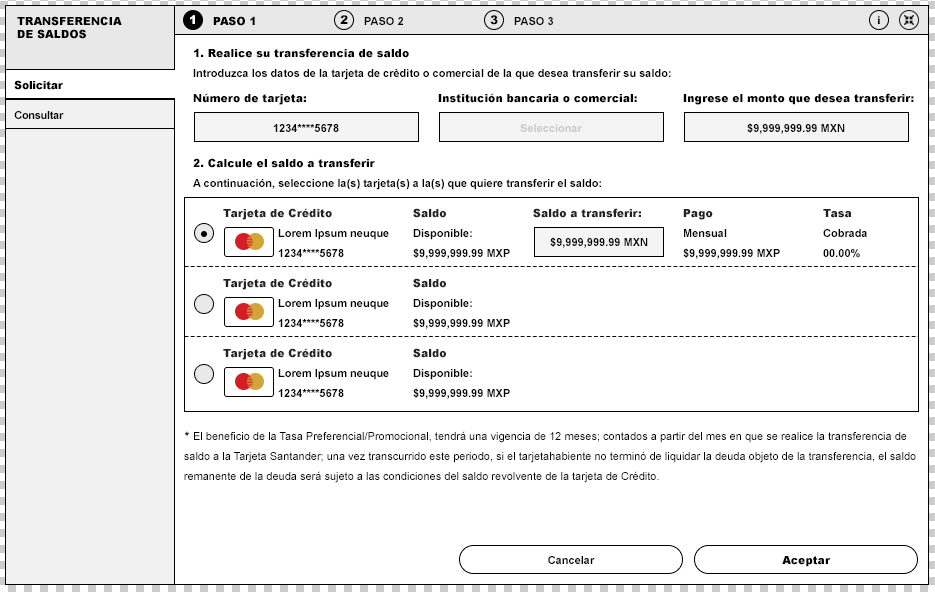 TRANSFERENCIA
DE SALDOS
1 PASO 1
2 PASO 2
3 PASO 3
i
Solicitar
Consultar
1. Realice su transferencia de saldo
Introduzca los datos de la tarjeta de crèdito o comercial de la que desea transferir su saldo:
Número de tarjeta:
Institución bancaria o comercial:
Ingrese el monto que desea transferir:
1234****5678
Seleccionar
$9,999,999.99 MXN
2. Calcule el saldo a transferir
A continuación, seleccione la(s) tarjeta(s) a la(s) que quiere transferir el saldo:
Tarjeta de Crédito
Saldo
Saldo a transferir:
Pago
Tasa
Lorem Ipsum neuque
Disponible:
$9,999,999.99 MXN
Mensual
Cobrada
1234****5678
$9,999,999.99 MXP
$9,999,999.99 MXP
00.00%
Tarjeta de Crédito
Saldo
Lorem Ipsum neuque
Disponible:
1234****5678
$9,999,999.99 MXP
Tarjeta de Crédito
Saldo
Lorem Ipsum neuque
Disponible:
1234****5678
$9,999,999.99 MXP
* El beneficio de la Tasa Preferencial/Promocional, tendrá una vigencia de 12 meses; contados a partir del mes en que se realice la transferencia de
saldo a la Tarjeta Santander; una vez transcurrido este periodo, si el tarjetahabiente no terminó de liquidar la deuda objeto de la transferencia, el saldo
remanente de la deuda será sujeto a las condiciones del saldo revolvente de la tarjeta de Crédito.
Cancelar
Aceptar